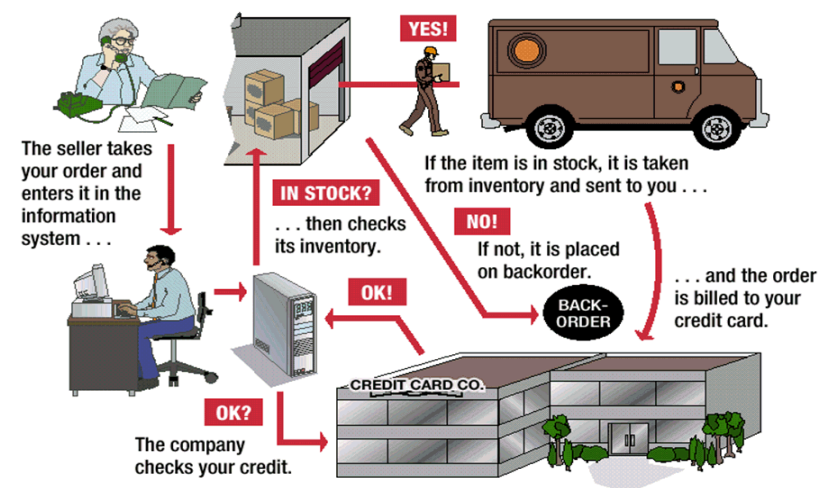 YES!
The seller takes
your order and
enters it in the
information
system . . .
If the item is in stock, it is taken
from inventory and sent to you . . .
IN STOCK?
. . . then checks
its inventory.
NO!
If not, it is placed
on backorder.
BACK-
ORDER
. . . and the order
is billed to your
credit card.
OK!
CREDIT CARD CO.
OK?
The company
checks your credit.